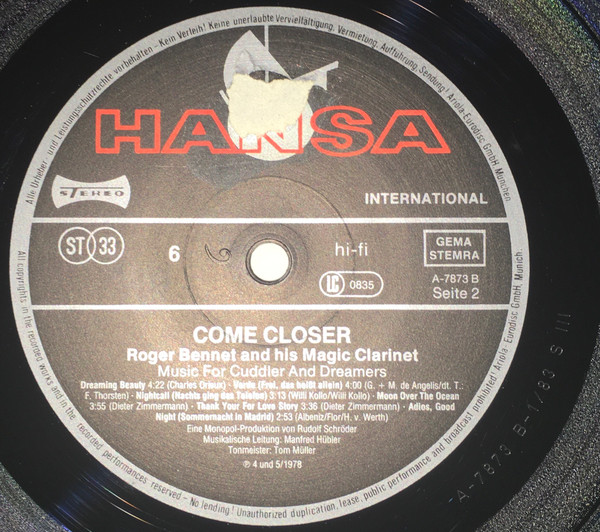 Alle Urheber- und Leistungsschutzrechte vorbehalten - Kein Verleih! Keine unerlaubte Vervielfältigung, Vermietung, Aufführung, Sendung! Ariola-Eurodisc GmbH, München.
HANSA
STEREO
INTERNATIONAL
ST 33
6
hi-fi
GEMA
STEMRA
LC 0835
A-7873 B
Seite 2
COME CLOSER
Roger Bennet and his Magic Clarinet
Music For Cuddler And Dreamers
Dreaming Beauty 4:22 (Charles Orieux) · Verde (Frei, das heißt allein) 4:00 (G. + M. de Angelis/dt. T.:
F. Thorsten) · Nightcall (Nachts ging das Telefon) 3:13 (Willi Kollo/Willi Kollo) · Moon Over The Ocean
3:55 (Dieter Zimmermann) · Thank Your For Love Story 3:36 (Dieter Zimmermann) · Adios, Good
Night (Sommernacht in Madrid) 2:53 (Albeniz/Flor/H. v. Werth)
Eine Monopol-Produktion von Rudolf Schröder
Musikalische Leitung: Manfred Hübler
Tonmeister: Tom Müller
℗ 4 und 5/1978
All copyrights in the recorded works and in the recorded performances reserved - No lending! Unauthorized duplication, lease, public performance and broadcast prohibited! Ariola-Eurodisc GmbH, Munich.